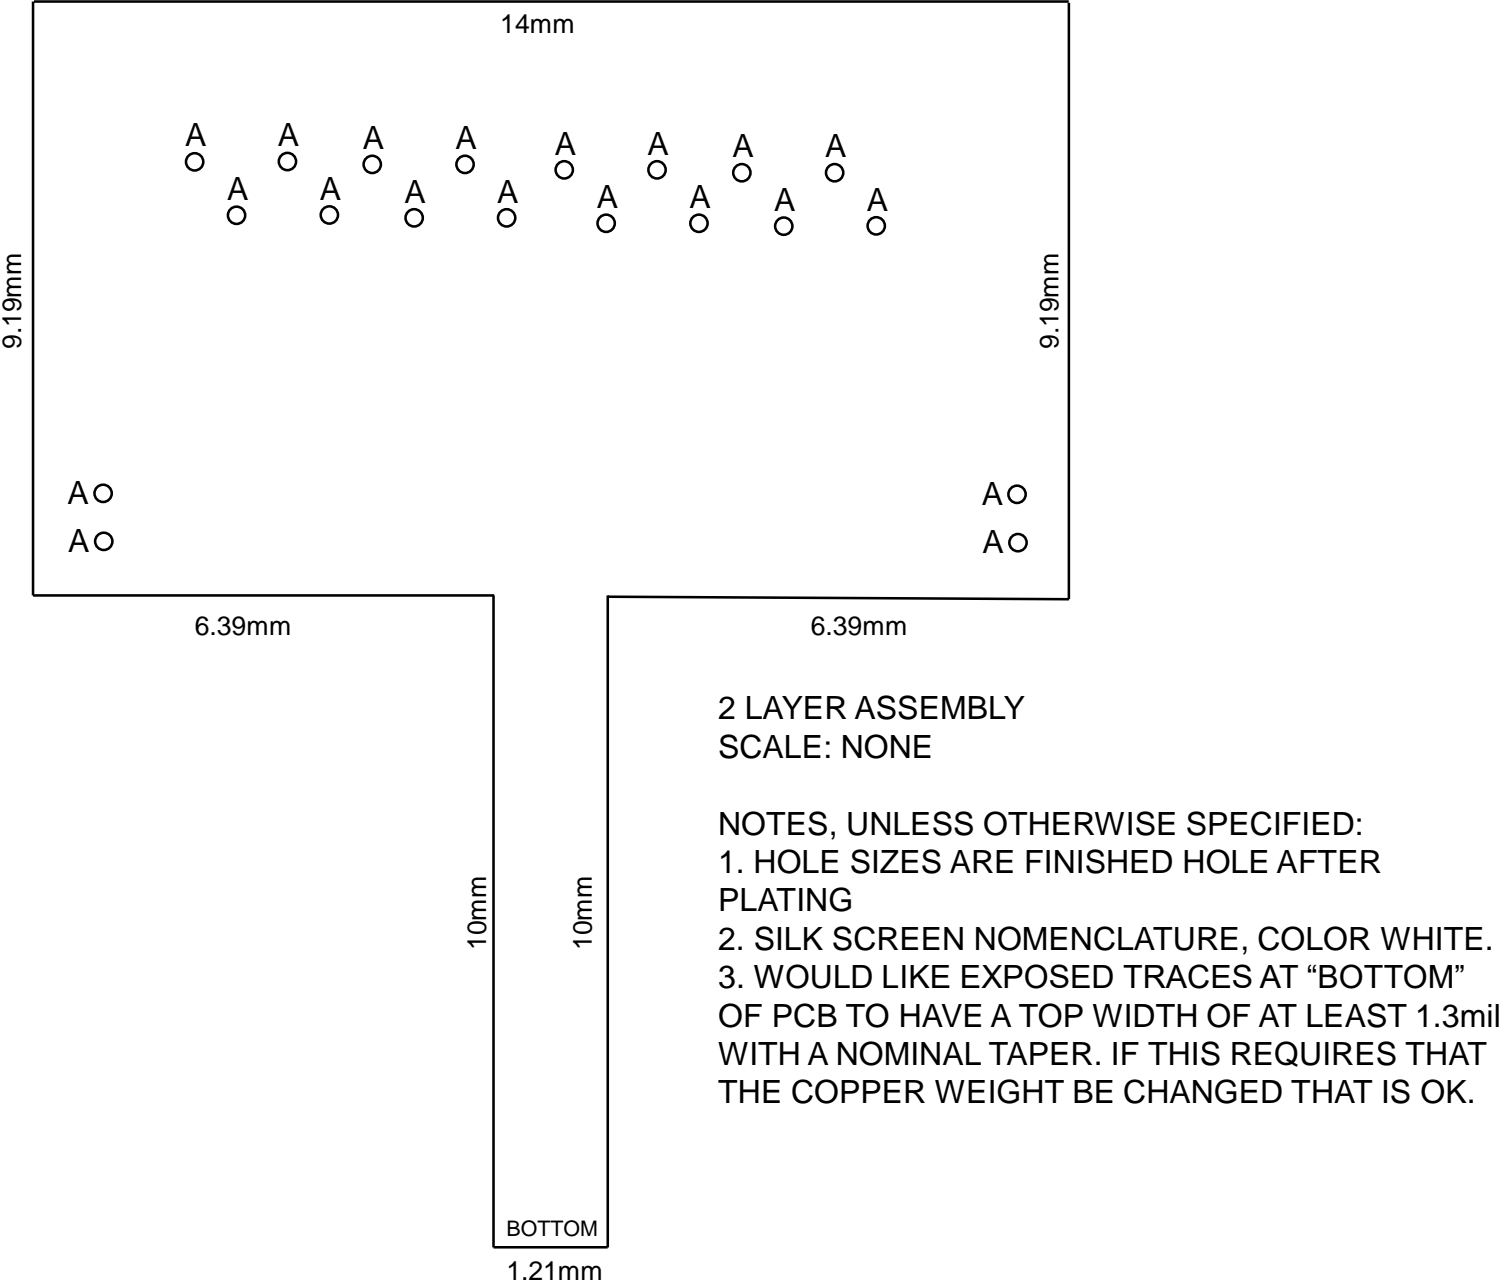 14mm
A A A A A A A A
A A A A A A A A
9.19mm 9.19mm
A A
A A
6.39mm 6.39mm
2 LAYER ASSEMBLY
SCALE: NONE
NOTES, UNLESS OTHERWISE SPECIFIED:
1. HOLE SIZES ARE FINISHED HOLE AFTER
PLATING
2. SILK SCREEN NOMENCLATURE, COLOR WHITE.
3. WOULD LIKE EXPOSED TRACES AT “BOTTOM”
OF PCB TO HAVE A TOP WIDTH OF AT LEAST 1.3mil
WITH A NOMINAL TAPER. IF THIS REQUIRES THAT
THE COPPER WEIGHT BE CHANGED THAT IS OK.
10mm 10mm
BOTTOM
1.21mm